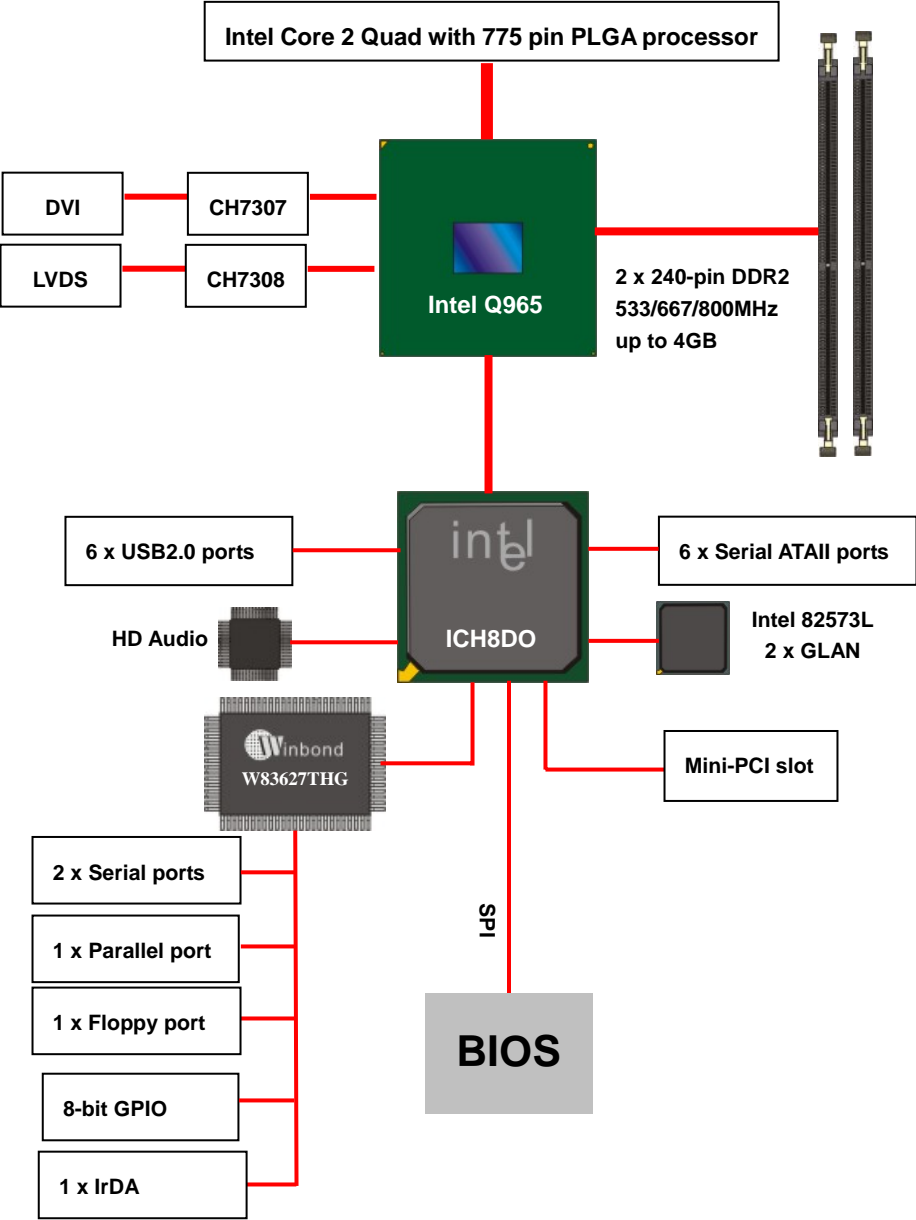 Intel Core 2 Quad with 775 pin PLGA processor
DVI
CH7307
LVDS
CH7308
Intel Q965
2 x 240-pin DDR2
533/667/800MHz
up to 4GB
6 x USB2.0 ports
intel
6 x Serial ATAII ports
HD Audio
ICH8DO
Intel 82573L
2 x GLAN
Winbond
W83627THG
Mini-PCI slot
2 x Serial ports
SPI
1 x Parallel port
1 x Floppy port
BIOS
8-bit GPIO
1 x IrDA